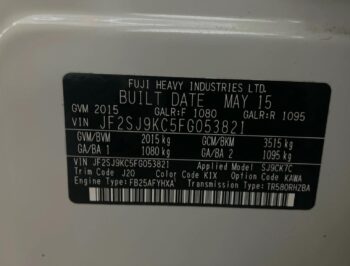 FUJI HEAVY INDUSTRIES LTD.
BUILT DATE MAY 15
GVM 2015 GALR:F 1080 GALR:R 1095
VIN JF2SJ9KC5FG053821
GVM/BVM 2015 kg GCM/BKM 3515 kg
GA/BA 1 1080 kg GA/BA 2 1095 kg
VIN JF2SJ9KC5FG053821 Applied Model SJ9CK7C
Trim Code J20 Color Code K1X Option Code KAWA
Engine Type: FB25AFYHXA Transmission Type: TR580RHZBA